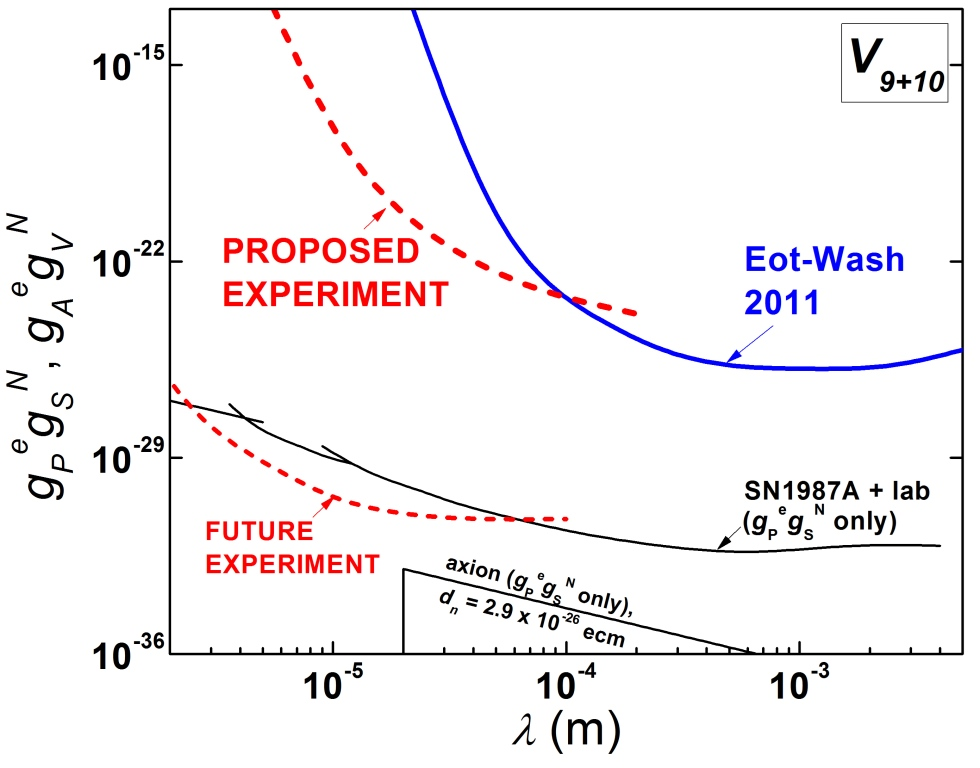 V9+10
10-15
10-22
10-29
10-36
gPegSN, gAegVN
PROPOSED
EXPERIMENT
Eot-Wash
2011
SN1987A + lab
(gPegSN only)
FUTURE
EXPERIMENT
axion (gPegSN only),
dn = 2.9 x 10-26 ecm
10-5
10-4
10-3
λ (m)